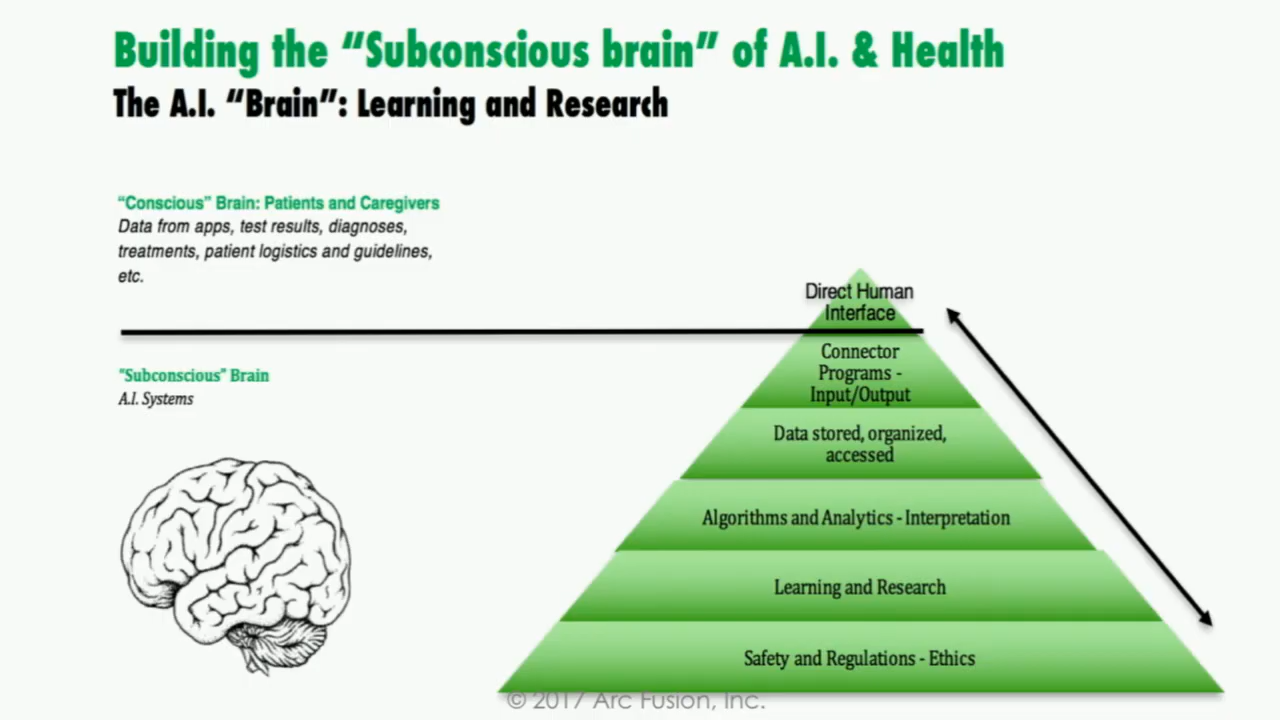 Building the “Subconscious brain” of A.I. & Health
The A.I. “Brain”: Learning and Research
“Conscious” Brain: Patients and Caregivers
Data from apps, test results, diagnoses,
treatments, patient logistics and guidelines,
etc.
Direct Human
Interface
Connector
Programs -
Input/Output
"Subconscious" Brain
A.I. Systems
Data stored, organized,
accessed
Algorithms and Analytics - Interpretation
Learning and Research
Safety and Regulations - Ethics
© 2017 Arc Fusion, Inc.